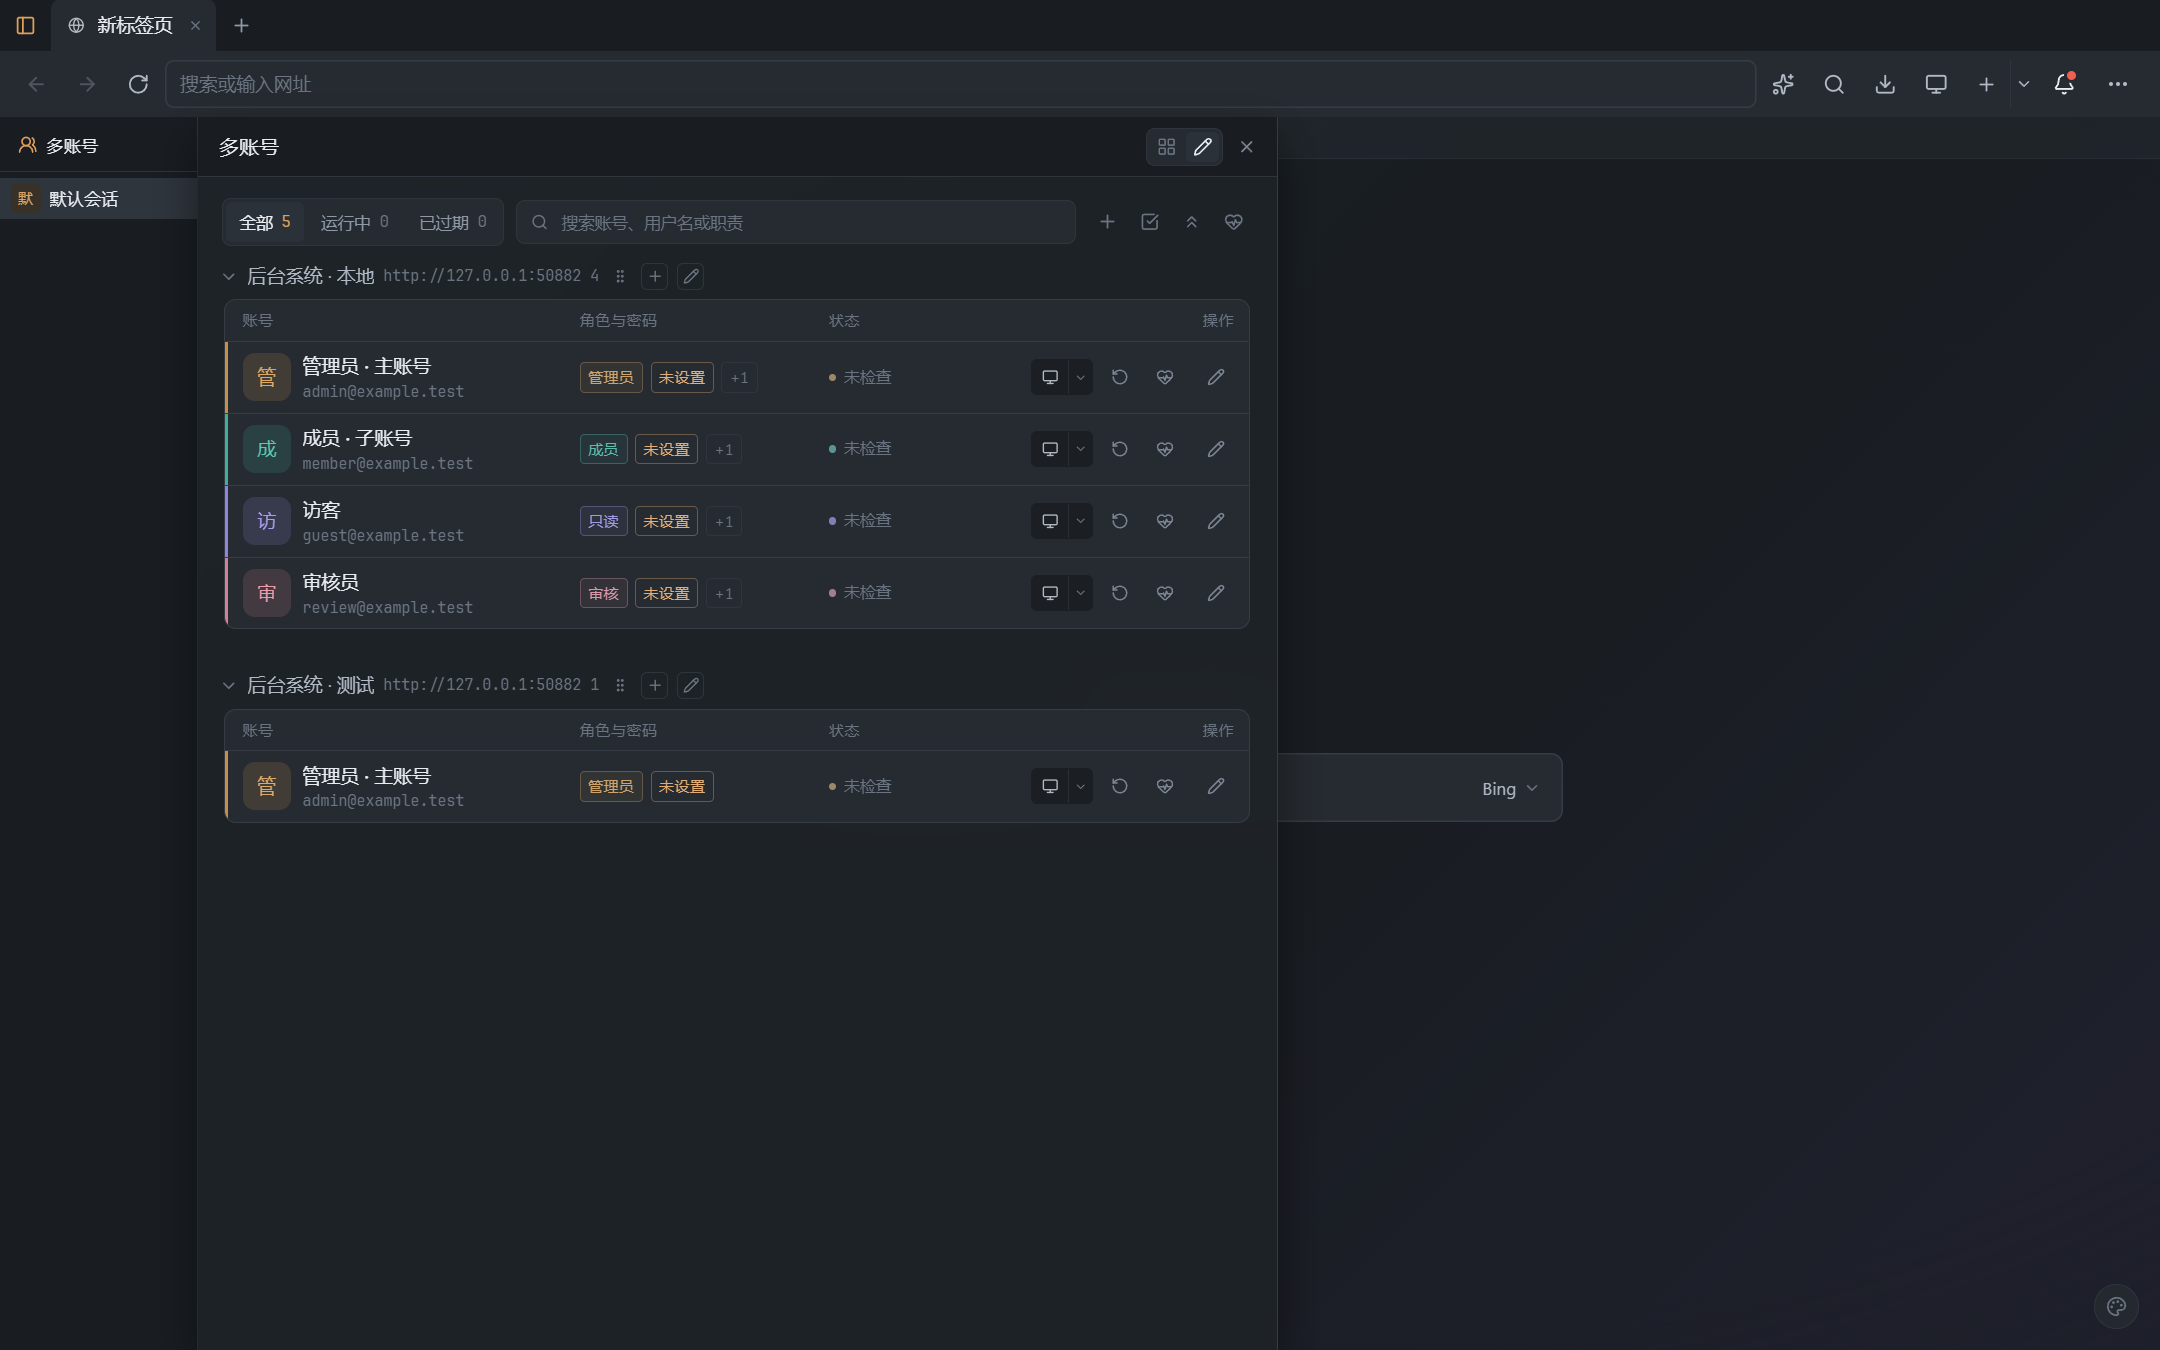 新标签页
搜索或输入网址
多账号
默 默认会话
多账号
全部 5 运行中 0 已过期 0 搜索账号、用户名或职责
后台系统 · 本地 http://127.0.0.1:50882 4
账号 角色与密码 状态 操作
管 管理员 · 主账号 管理员 未设置 +1 未检查
admin@example.test
成 成员 · 子账号 成员 未设置 +1 未检查
member@example.test
访 访客 只读 未设置 +1 未检查
guest@example.test
审 审核员 审核 未设置 +1 未检查
review@example.test
后台系统 · 测试 http://127.0.0.1:50882 1
账号 角色与密码 状态 操作
管 管理员 · 主账号 管理员 未设置 未检查
admin@example.test
Bing